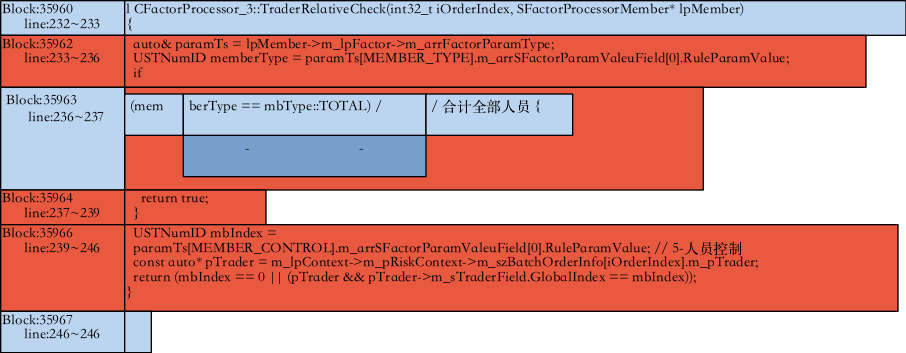 Block:35960
line:232~233
l CFactorProcessor_3::TraderRelativeCheck(int32_t iOrderIndex, SFactorProcessorMember* lpMember)
{
Block:35962
line:233~236
auto& paramTs = lpMember->m_lpFactor->m_arrFactorParamType;
USTNumID memberType = paramTs[MEMBER_TYPE].m_arrSFactorParamValeuField[0].RuleParamValue;
if
Block:35963
line:236~237
(mem berType == mbType::TOTAL) / / 合计全部人员 {
- -
Block:35964
line:237~239
return true;
}
Block:35966
line:239~246
USTNumID mbIndex =
paramTs[MEMBER_CONTROL].m_arrSFactorParamValeuField[0].RuleParamValue; // 5-人员控制
const auto* pTrader = m_lpContext->m_pRiskContext->m_szBatchOrderInfo[iOrderIndex].m_pTrader;
return (mbIndex == 0 || (pTrader && pTrader->m_sTraderField.GlobalIndex == mbIndex));
}
Block:35967
line:246~246